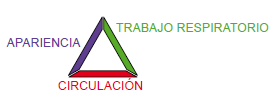 TRABAJO RESPIRATORIO
APARIENCIA
CIRCULACIÓN